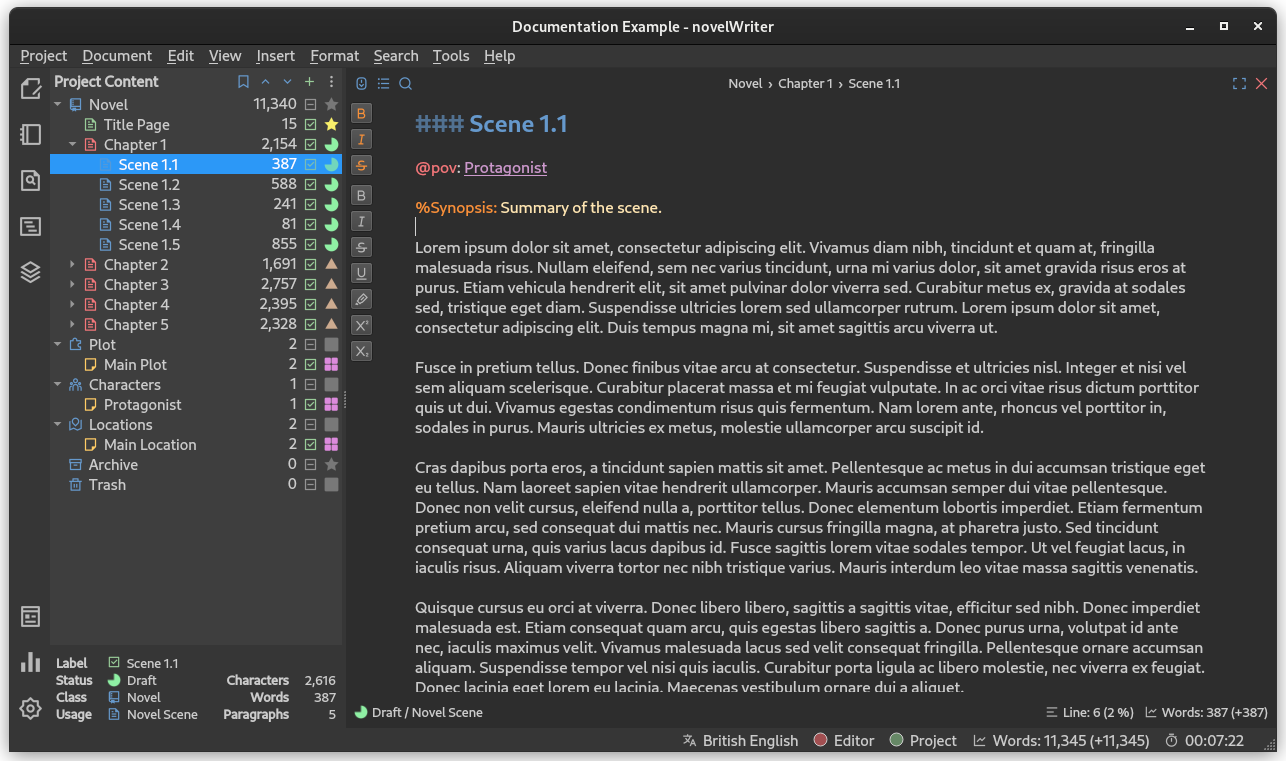 Documentation Example - novelWriter
Project Document Edit View Insert Format Search Tools Help
Project Content
Novel 11,340
Title Page 15
Chapter 1 2,154
Scene 1.1 387
Scene 1.2 588
Scene 1.3 241
Scene 1.4 81
Scene 1.5 855
Chapter 2 1,691
Chapter 3 2,757
Chapter 4 2,395
Chapter 5 2,328
Plot 2
Main Plot 2
Characters 1
Protagonist 1
Locations 2
Main Location 2
Archive 0
Trash 0
Label Scene 1.1
Status Draft Characters 2,616
Class Novel Words 387
Usage Novel Scene Paragraphs 5
Novel › Chapter 1 › Scene 1.1
B
I
S
B
I
S
U
X
X
### Scene 1.1
@pov: Protagonist
%Synopsis: Summary of the scene.
Lorem ipsum dolor sit amet, consectetur adipiscing elit. Vivamus diam nibh, tincidunt et quam at, fringilla
malesuada risus. Nullam eleifend, sem nec varius tincidunt, urna mi varius dolor, sit amet gravida risus eros at
purus. Etiam vehicula hendrerit elit, sit amet pulvinar dolor viverra sed. Curabitur metus ex, gravida at sodales
sed, tristique eget diam. Suspendisse ultricies lorem sed ullamcorper rutrum. Lorem ipsum dolor sit amet,
consectetur adipiscing elit. Duis tempus magna mi, sit amet sagittis arcu viverra ut.
Fusce in pretium tellus. Donec finibus vitae arcu at consectetur. Suspendisse et ultricies nisl. Integer et nisi vel
sem aliquam scelerisque. Curabitur placerat massa et mi feugiat vulputate. In ac orci vitae risus dictum porttitor
quis ut dui. Vivamus egestas condimentum risus quis fermentum. Nam lorem ante, rhoncus vel porttitor in,
sodales in purus. Mauris ultricies ex metus, molestie ullamcorper arcu suscipit id.
Cras dapibus porta eros, a tincidunt sapien mattis sit amet. Pellentesque ac metus in dui accumsan tristique eget
eu tellus. Nam laoreet sapien vitae hendrerit ullamcorper. Mauris accumsan semper dui vitae pellentesque.
Donec non velit cursus, eleifend nulla a, porttitor tellus. Donec elementum lobortis imperdiet. Etiam fermentum
pretium arcu, sed consequat dui mattis nec. Mauris cursus fringilla magna, at pharetra justo. Sed tincidunt
consequat urna, quis varius lacus dapibus id. Fusce sagittis lorem vitae sodales tempor. Ut vel feugiat lacus, in
iaculis risus. Aliquam viverra tortor nec nibh tristique varius. Mauris interdum leo vitae massa sagittis venenatis.
Quisque cursus eu orci at viverra. Donec libero libero, sagittis a sagittis vitae, efficitur sed nibh. Donec imperdiet
malesuada est. Etiam consequat quam arcu, quis egestas libero sagittis a. Donec purus urna, volutpat id ante
nec, iaculis maximus velit. Vivamus malesuada lacus sed velit consequat fringilla. Pellentesque ornare accumsan
aliquam. Suspendisse tempor vel nisi quis iaculis. Curabitur porta ligula ac libero molestie, nec viverra ex feugiat.
Donec lacinia eget lorem eu lacinia. Maecenas vestibulum ornare dui a aliquet.
Draft / Novel Scene Line: 6 (2 %) Words: 387 (+387)
British English Editor Project Words: 11,345 (+11,145) 00:07:22